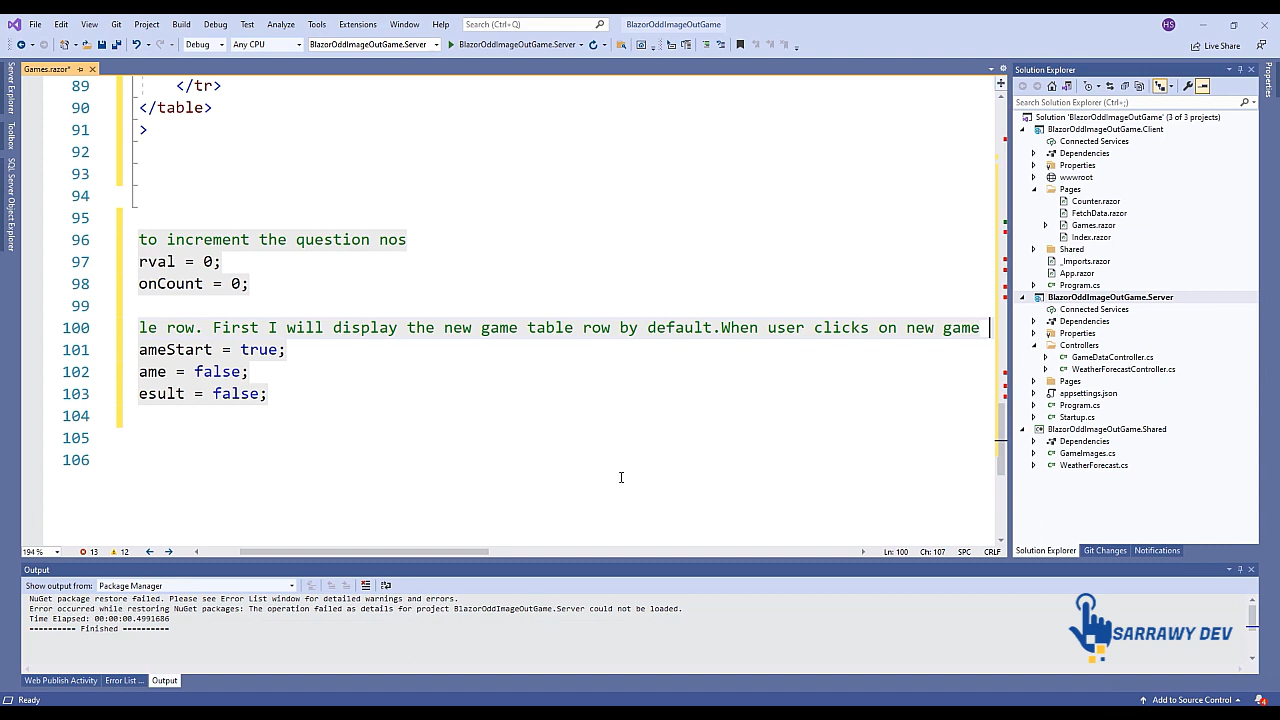 File Edit View Git Project Build Debug Test Analyze Tools Extensions Window Help Search (Ctrl+Q) BlazorOddImageOutGame HS
Debug Any CPU BlazorOddImageOutGame.Server BlazorOddImageOutGame.Server Live Share
Games.razor*
Server Explorer
Toolbox
SQL Server Object Explorer
89 </tr>
90 </table>
91 >
92
93
94
95
96 to increment the question nos
97 rval = 0;
98 onCount = 0;
99
100 le row. First I will display the new game table row by default.When user clicks on new game
101 ameStart = true;
102 ame = false;
103 esult = false;
104
105
106
194 % 13 12 Ln: 100 Ch: 107 SPC CRLF
Solution Explorer
Search Solution Explorer (Ctrl+;)
Solution 'BlazorOddImageOutGame' (3 of 3 projects)
BlazorOddImageOutGame.Client
Connected Services
Dependencies
Properties
wwwroot
Pages
Counter.razor
FetchData.razor
Games.razor
Index.razor
Shared
_Imports.razor
App.razor
Program.cs
BlazorOddImageOutGame.Server
Connected Services
Dependencies
Properties
Controllers
GameDataController.cs
WeatherForecastController.cs
Pages
appsettings.json
Program.cs
Startup.cs
BlazorOddImageOutGame.Shared
Dependencies
GameImages.cs
WeatherForecast.cs
Solution Explorer Git Changes Notifications
Properties
Output
Show output from: Package Manager
NuGet package restore failed. Please see Error List window for detailed warnings and errors.
Error occurred while restoring NuGet packages: The operation failed as details for project BlazorOddImageOutGame.Server could not be loaded.
Time Elapsed: 00:00:00.4991686
========== Finished ==========
SARRAWY DEV
Web Publish Activity Error List ... Output
Ready Add to Source Control 4